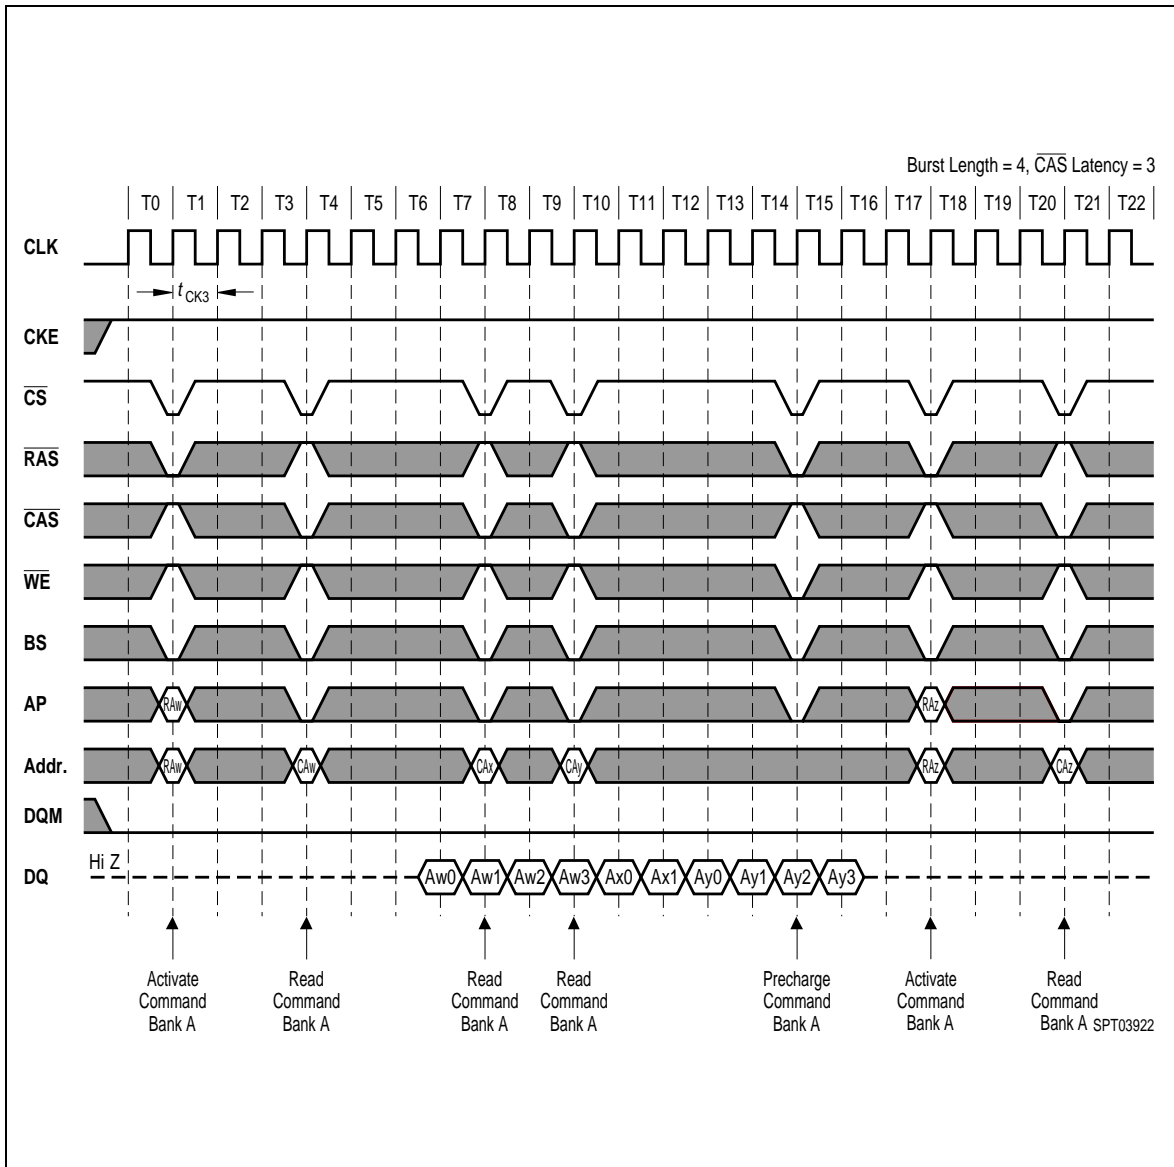 Burst Length = 4, CAS Latency = 3
T0 T1 T2 T3 T4 T5 T6 T7 T8 T9 T10 T11 T12 T13 T14 T15 T16 T17 T18 T19 T20 T21 T22
CLK
t CK3
CKE
CS
RAS
CAS
WE
BS
AP RAw RAz
Addr. RAw CAw CAx CAy RAz CAz
DQM
DQ Hi Z Aw0 Aw1 Aw2 Aw3 Ax0 Ax1 Ay0 Ay1 Ay2 Ay3
Activate Read Read Read Precharge Activate Read
Command Command Command Command Command Command Command
Bank A Bank A Bank A Bank A Bank A Bank A Bank A SPT03922